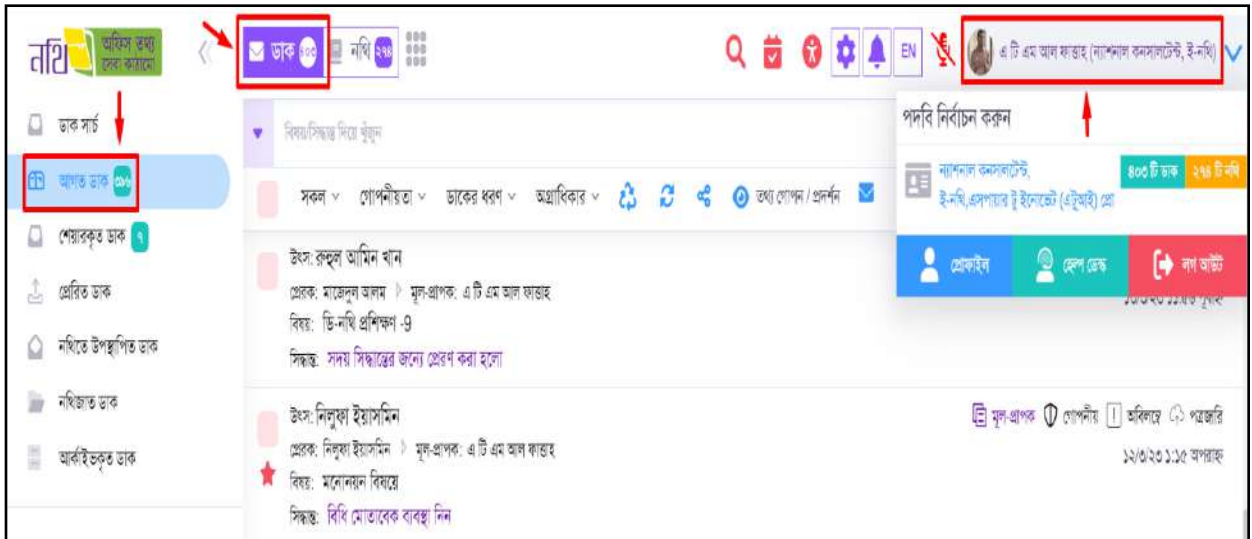 নথি অফিস তথ্য
সেবা কাঠামো
ডাক ৪০৩ নথি ২৭৪
EN এ টি এম আল ফাত্তাহ (ন্যাশনাল কনসালটেন্ট, ই-নথি)
ডাক সার্চ
আগত ডাক ৩৯৬
শেয়ারকৃত ডাক ৭
প্রেরিত ডাক
নথিতে উপস্থাপিত ডাক
নথিজাত ডাক
আর্কাইভকৃত ডাক
বিষয়/সিদ্ধান্ত দিয়ে খুঁজুন
পদবি নির্বাচন করুন
ন্যাশনাল কনসালটেন্ট,
ই-নথি,এসপায়ার টু ইনোভেট (এটুআই) প্রো
৪০৩ টি ডাক ২৭৪ টি নথি
প্রোফাইল হেল্প ডেস্ক লগ আউট
সকল গোপনীয়তা ডাকের ধরণ অগ্রাধিকার তথ্য গোপন / প্রদর্শন
উৎস: রুহুল আমিন খান
প্রেরক: মাজেদুল আলম মূল-প্রাপক: এ টি এম আল ফাত্তাহ
বিষয়: ডি-নথি প্রশিক্ষণ -9
সিদ্ধান্ত: সদয় সিদ্ধান্তের জন্যে প্রেরণ করা হলো
উৎস: নিলুফা ইয়াসমিন
মূল-প্রাপক গোপনীয় অবিলম্বে পত্রজারি
প্রেরক: নিলুফা ইয়াসমিন মূল-প্রাপক: এ টি এম আল ফাত্তাহ
১২/৩/২৩ ১:১৫ অপরাহ্ন
বিষয়: মনোনয়ন বিষয়ে
সিদ্ধান্ত: বিধি মোতাবেক ব্যবস্থা নিন